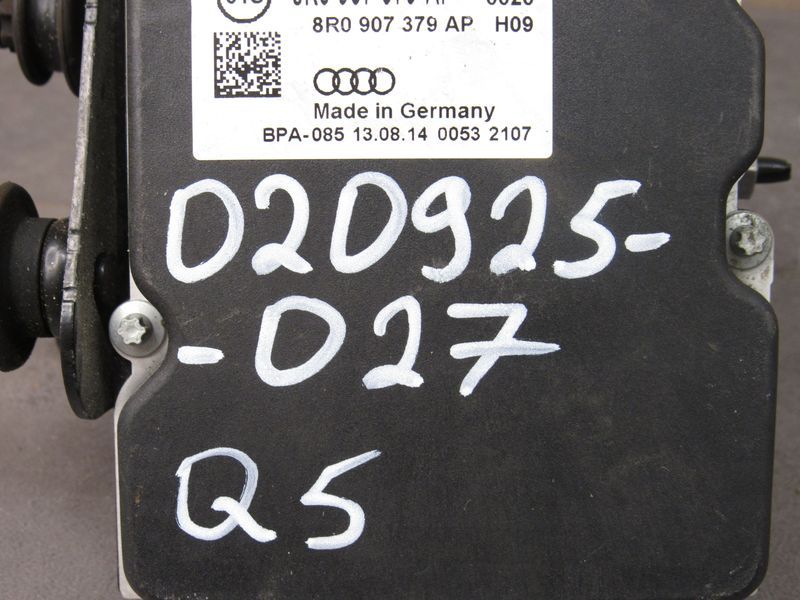 8R0 907 379 AP H09
Made in Germany
BPA-085 13.08.14 0053 2107
020925-
-027
Q5